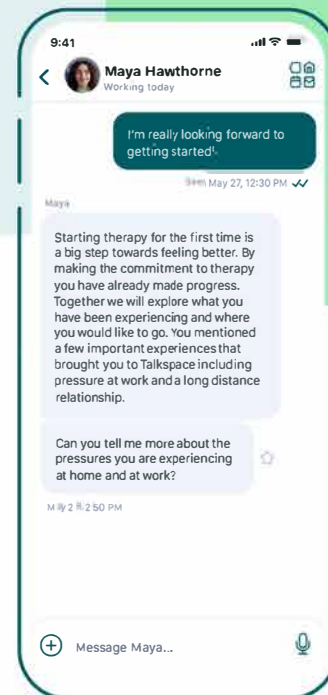 9:41
Maya Hawthorne
Working today
I'm really looking forward to
getting started!
May 27, 12:30 PM
Maya
Starting therapy for the first time is
a big step towards feeling better. By
making the commitment to therapy
you have already made progress.
Together we will explore what you
have been experiencing and where
you would like to go. You mentioned
a few important experiences that
brought you to Talkspace including
pressure at work and a long distance
relationship.
Can you tell me more about the
pressures you are experiencing
at home and at work?
2:50 PM
Message Maya...